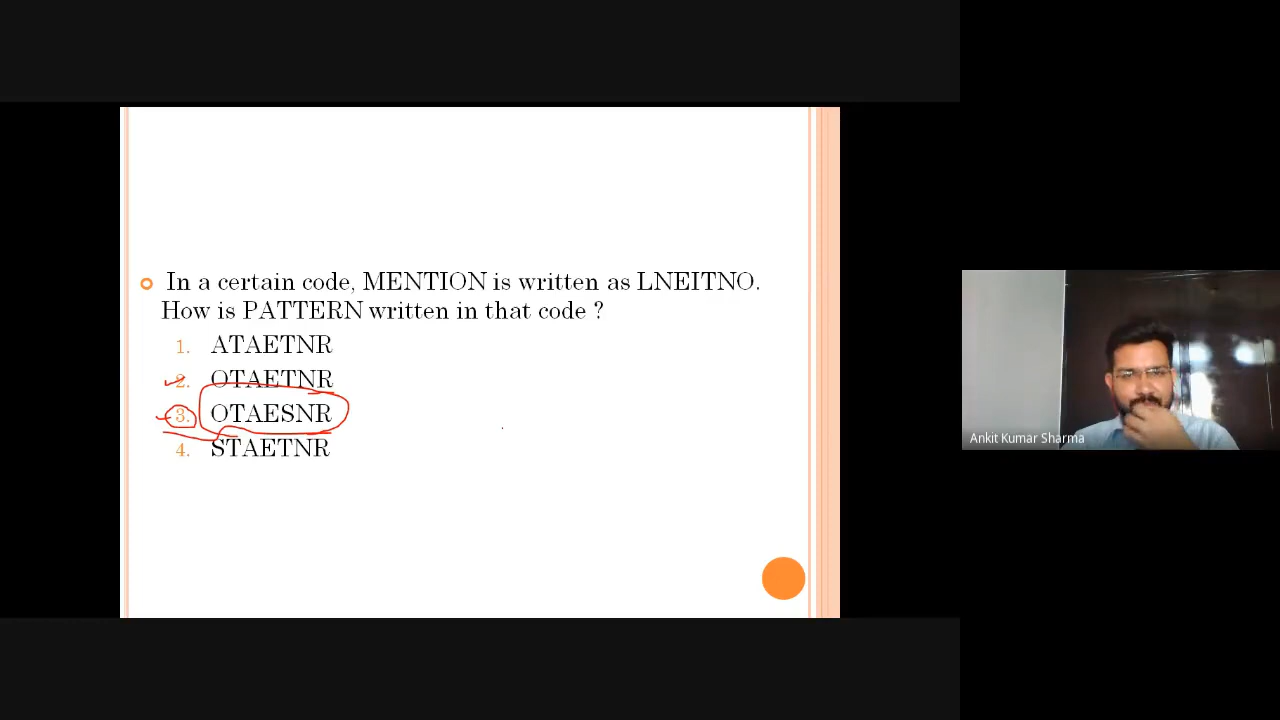 In a certain code, MENTION is written as LNEITNO.
How is PATTERN written in that code ?
1. ATAETNR
2. OTAETNR
3. OTAESNR
4. STAETNR
Ankit Kumar Sharma